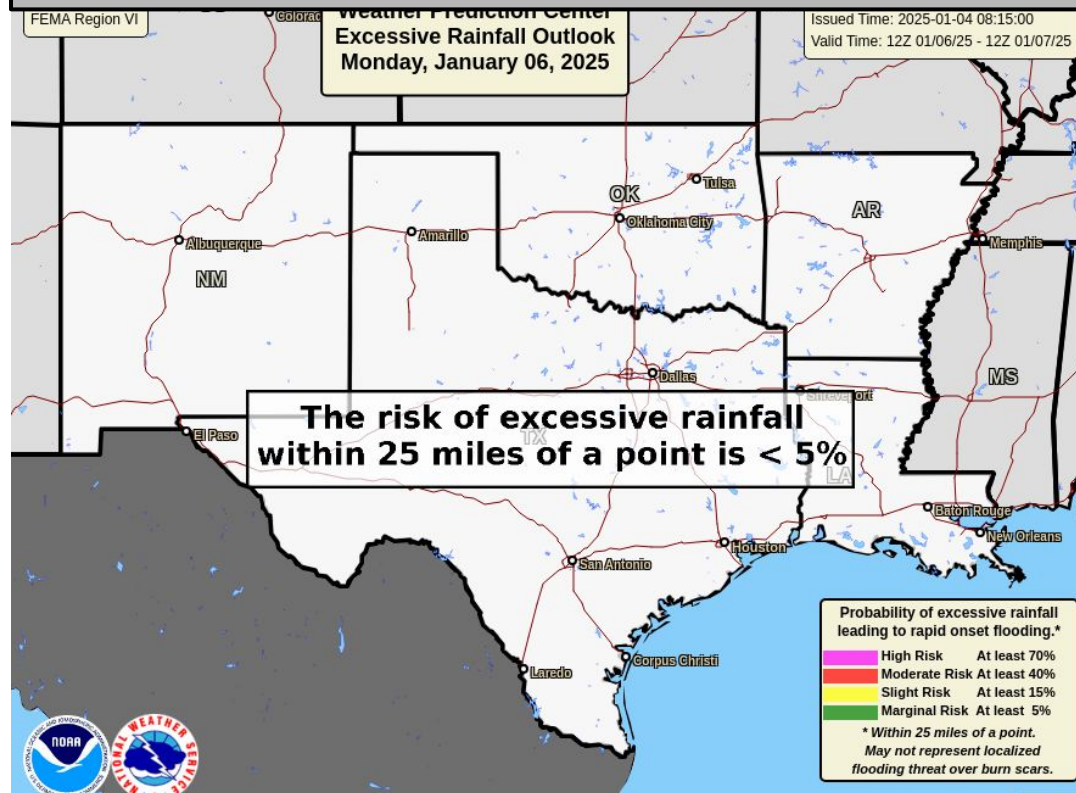 FEMA Region VI
Weather Prediction Center
Excessive Rainfall Outlook
Monday, January 06, 2025
Issued Time: 2025-01-04 08:15:00
Valid Time: 12Z 01/06/25 - 12Z 01/07/25
Colorad
Tulsa
OK
Oklahoma City
AR
Albuquerque
Amarillo
Memphis
NM
Dallas
MS
Shreveport
The risk of excessive rainfall
within 25 miles of a point is < 5%
El Paso
TX
LA
Baton Rouge
New Orleans
Houston
San Antonio
Corpus Christi
Laredo
Probability of excessive rainfall
leading to rapid onset flooding.*
High Risk At least 70%
Moderate Risk At least 40%
Slight Risk At least 15%
Marginal Risk At least 5%
* Within 25 miles of a point.
May not represent localized
flooding threat over burn scars.
NOAA
NATIONAL WEATHER SERVICE